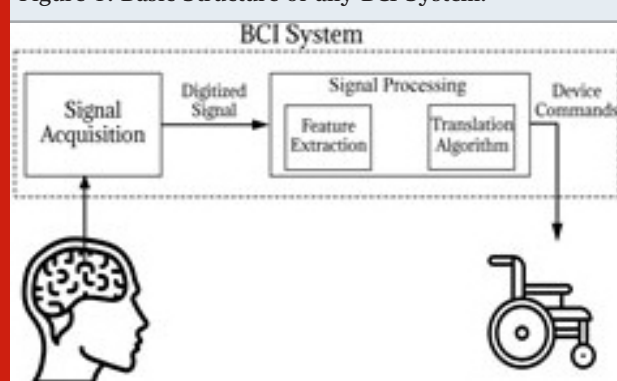 Figure 1. Basic Structure of any BCI System.
BCI System
Signal
Acquisition
Digitized
Signal
Signal Processing
Feature
Extraction
Translation
Algorithm
Device
Commands